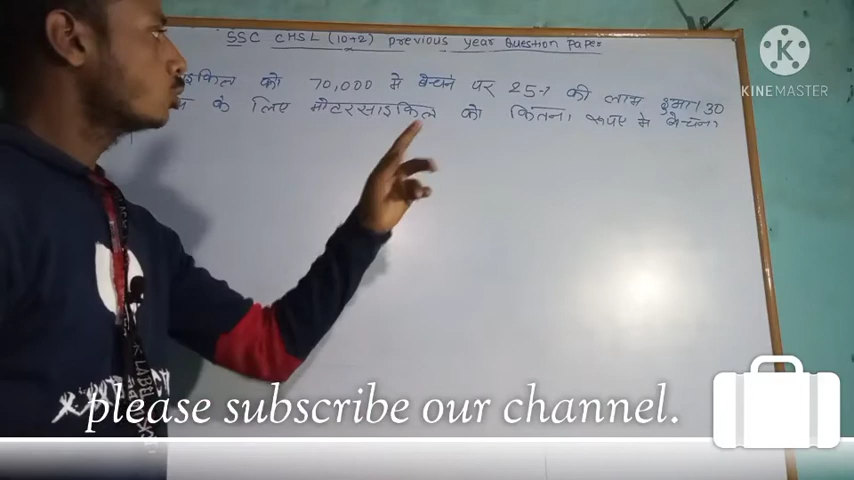 SSC CHSL (10+2) previous year Question Paper
को 70,000 मे बेचने पर 25% की लाभ हुआ। 30
के लिए मोटरसाइकिल को कितना रूपए मे बेचना
K
KINEMASTER
please subscribe our channel.